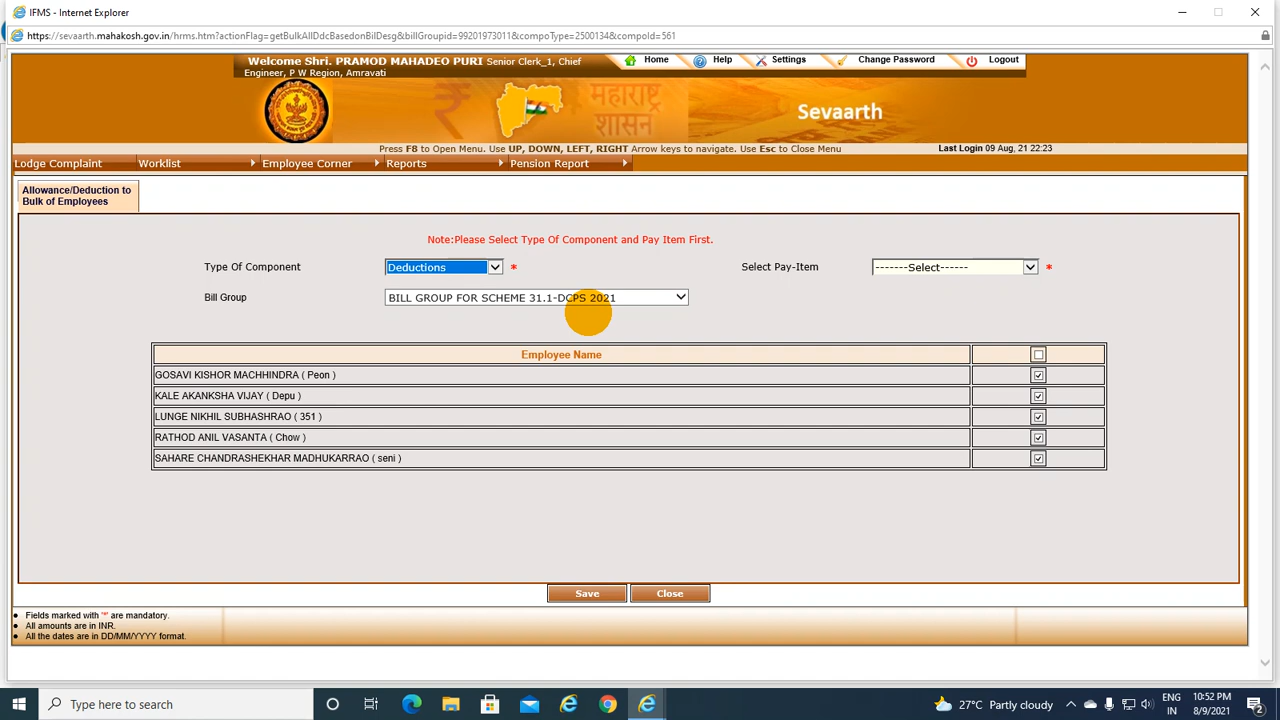 IFMS - Internet Explorer
https://sevaarth.mahakosh.gov.in/hrms.htm?actionFlag=getBulkAllDdcBasedonBilDesg&billGroupid=99201973011&compoType=2500134&compoId=561
Welcome Shri. PRAMOD MAHADEO PURI Senior Clerk_1, Chief
Engineer, P W Region, Amravati
Home Help Settings Change Password Logout
महाराष्ट्र
शासन
Sevaarth
Press F8 to Open Menu. Use UP, DOWN, LEFT, RIGHT Arrow keys to navigate. Use Esc to Close Menu
Last Login 09 Aug, 21 22:23
Lodge Complaint Worklist Employee Corner Reports Pension Report
Allowance/Deduction to
Bulk of Employees
Note:Please Select Type Of Component and Pay Item First.
Type Of Component Deductions * Select Pay-Item -------Select------ *
Bill Group BILL GROUP FOR SCHEME 31.1-DCPS 2021
Employee Name
GOSAVI KISHOR MACHHINDRA ( Peon )
KALE AKANKSHA VIJAY ( Depu )
LUNGE NIKHIL SUBHASHRAO ( 351 )
RATHOD ANIL VASANTA ( Chow )
SAHARE CHANDRASHEKHAR MADHUKARRAO ( seni )
Save Close
Fields marked with '*' are mandatory.
All amounts are in INR.
All the dates are in DD/MM/YYYY format.
Type here to search
27°C Partly cloudy
ENG
IN
10:52 PM
8/9/2021
2